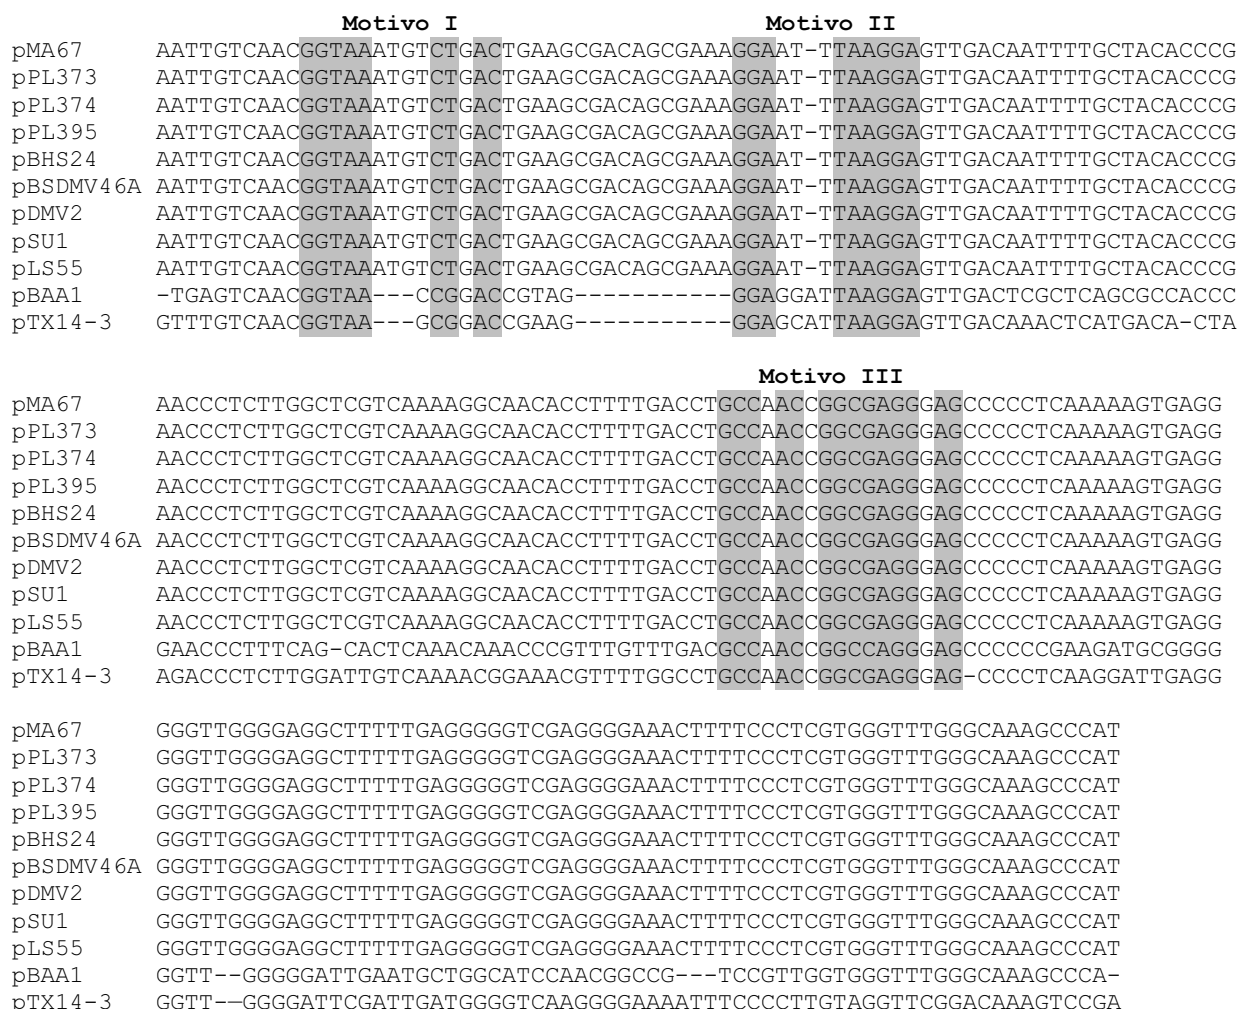 Motivo I Motivo II
pMA67 AATTGTCAACGGTAAATGTCTGACTGAAGCGACAGCGAAAGGAAT-TTAAGGAGTTGACAATTTTGCTACACCCG
pPL373 AATTGTCAACGGTAAATGTCTGACTGAAGCGACAGCGAAAGGAAT-TTAAGGAGTTGACAATTTTGCTACACCCG
pPL374 AATTGTCAACGGTAAATGTCTGACTGAAGCGACAGCGAAAGGAAT-TTAAGGAGTTGACAATTTTGCTACACCCG
pPL395 AATTGTCAACGGTAAATGTCTGACTGAAGCGACAGCGAAAGGAAT-TTAAGGAGTTGACAATTTTGCTACACCCG
pBHS24 AATTGTCAACGGTAAATGTCTGACTGAAGCGACAGCGAAAGGAAT-TTAAGGAGTTGACAATTTTGCTACACCCG
pBSDMV46A AATTGTCAACGGTAAATGTCTGACTGAAGCGACAGCGAAAGGAAT-TTAAGGAGTTGACAATTTTGCTACACCCG
pDMV2 AATTGTCAACGGTAAATGTCTGACTGAAGCGACAGCGAAAGGAAT-TTAAGGAGTTGACAATTTTGCTACACCCG
pSU1 AATTGTCAACGGTAAATGTCTGACTGAAGCGACAGCGAAAGGAAT-TTAAGGAGTTGACAATTTTGCTACACCCG
pLS55 AATTGTCAACGGTAAATGTCTGACTGAAGCGACAGCGAAAGGAAT-TTAAGGAGTTGACAATTTTGCTACACCCG
pBAA1 -TGAGTCAACGGTAA---CCGGACCGTAG-----------GGAGGATTAAGGAGTTGACTCGCTCAGCGCCACCC
pTX14-3 GTTTGTCAACGGTAA---GCGGACCGAAG-----------GGAGCATTAAGGAGTTGACAAACTCATGACA-CTA
Motivo III
pMA67 AACCCTCTTGGCTCGTCAAAAGGCAACACCTTTTGACCTGCCAACCGGCGAGGGAGCCCCCTCAAAAAGTGAGG
pPL373 AACCCTCTTGGCTCGTCAAAAGGCAACACCTTTTGACCTGCCAACCGGCGAGGGAGCCCCCTCAAAAAGTGAGG
pPL374 AACCCTCTTGGCTCGTCAAAAGGCAACACCTTTTGACCTGCCAACCGGCGAGGGAGCCCCCTCAAAAAGTGAGG
pPL395 AACCCTCTTGGCTCGTCAAAAGGCAACACCTTTTGACCTGCCAACCGGCGAGGGAGCCCCCTCAAAAAGTGAGG
pBHS24 AACCCTCTTGGCTCGTCAAAAGGCAACACCTTTTGACCTGCCAACCGGCGAGGGAGCCCCCTCAAAAAGTGAGG
pBSDMV46A AACCCTCTTGGCTCGTCAAAAGGCAACACCTTTTGACCTGCCAACCGGCGAGGGAGCCCCCTCAAAAAGTGAGG
pDMV2 AACCCTCTTGGCTCGTCAAAAGGCAACACCTTTTGACCTGCCAACCGGCGAGGGAGCCCCCTCAAAAAGTGAGG
pSU1 AACCCTCTTGGCTCGTCAAAAGGCAACACCTTTTGACCTGCCAACCGGCGAGGGAGCCCCCTCAAAAAGTGAGG
pLS55 AACCCTCTTGGCTCGTCAAAAGGCAACACCTTTTGACCTGCCAACCGGCGAGGGAGCCCCCTCAAAAAGTGAGG
pBAA1 GAACCCTTTCAG-CACTCAAACAAACCCGTTTGTTTGACGCCAACCGGCCAGGGAGCCCCCCGAAGATGCGGGG
pTX14-3 AGACCCTCTTGGATTGTCAAAACGGAAACGTTTTGGCCTGCCAACCGGCGAGGGAG-CCCCTCAAGGATTGAGG
pMA67 GGGTTGGGGAGGCTTTTTGAGGGGGTCGAGGGGAAACTTTTCCCTCGTGGGTTTGGGCAAAGCCCAT
pPL373 GGGTTGGGGAGGCTTTTTGAGGGGGTCGAGGGGAAACTTTTCCCTCGTGGGTTTGGGCAAAGCCCAT
pPL374 GGGTTGGGGAGGCTTTTTGAGGGGGTCGAGGGGAAACTTTTCCCTCGTGGGTTTGGGCAAAGCCCAT
pPL395 GGGTTGGGGAGGCTTTTTGAGGGGGTCGAGGGGAAACTTTTCCCTCGTGGGTTTGGGCAAAGCCCAT
pBHS24 GGGTTGGGGAGGCTTTTTGAGGGGGTCGAGGGGAAACTTTTCCCTCGTGGGTTTGGGCAAAGCCCAT
pBSDMV46A GGGTTGGGGAGGCTTTTTGAGGGGGTCGAGGGGAAACTTTTCCCTCGTGGGTTTGGGCAAAGCCCAT
pDMV2 GGGTTGGGGAGGCTTTTTGAGGGGGTCGAGGGGAAACTTTTCCCTCGTGGGTTTGGGCAAAGCCCAT
pSU1 GGGTTGGGGAGGCTTTTTGAGGGGGTCGAGGGGAAACTTTTCCCTCGTGGGTTTGGGCAAAGCCCAT
pLS55 GGGTTGGGGAGGCTTTTTGAGGGGGTCGAGGGGAAACTTTTCCCTCGTGGGTTTGGGCAAAGCCCAT
pBAA1 GGTT--GGGGGATTGAATGCTGGCATCCAACGGCCG---TCCGTTGGTGGGTTTGGGCAAAGCCCA-
pTX14-3 GGTT--GGGGATTCGATTGATGGGGTCAAGGGGAAAATTTCCCCTTGTAGGTTCGGACAAAGTCCGA